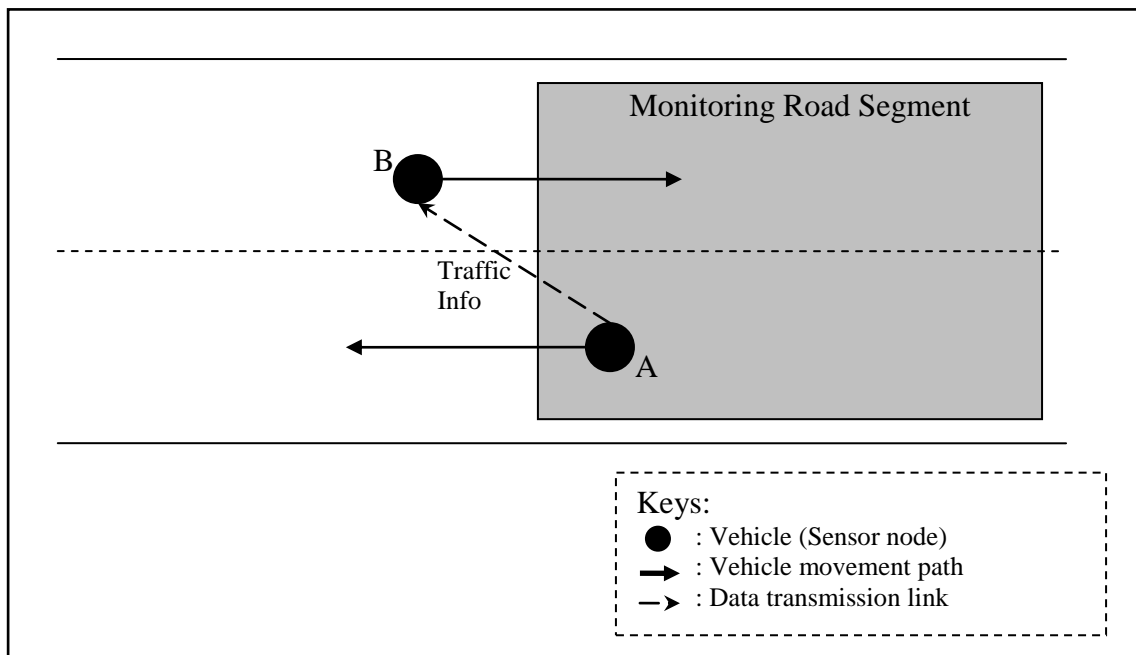 Monitoring Road Segment
B
Traffic
Info
A
Keys:
: Vehicle (Sensor node)
: Vehicle movement path
: Data transmission link